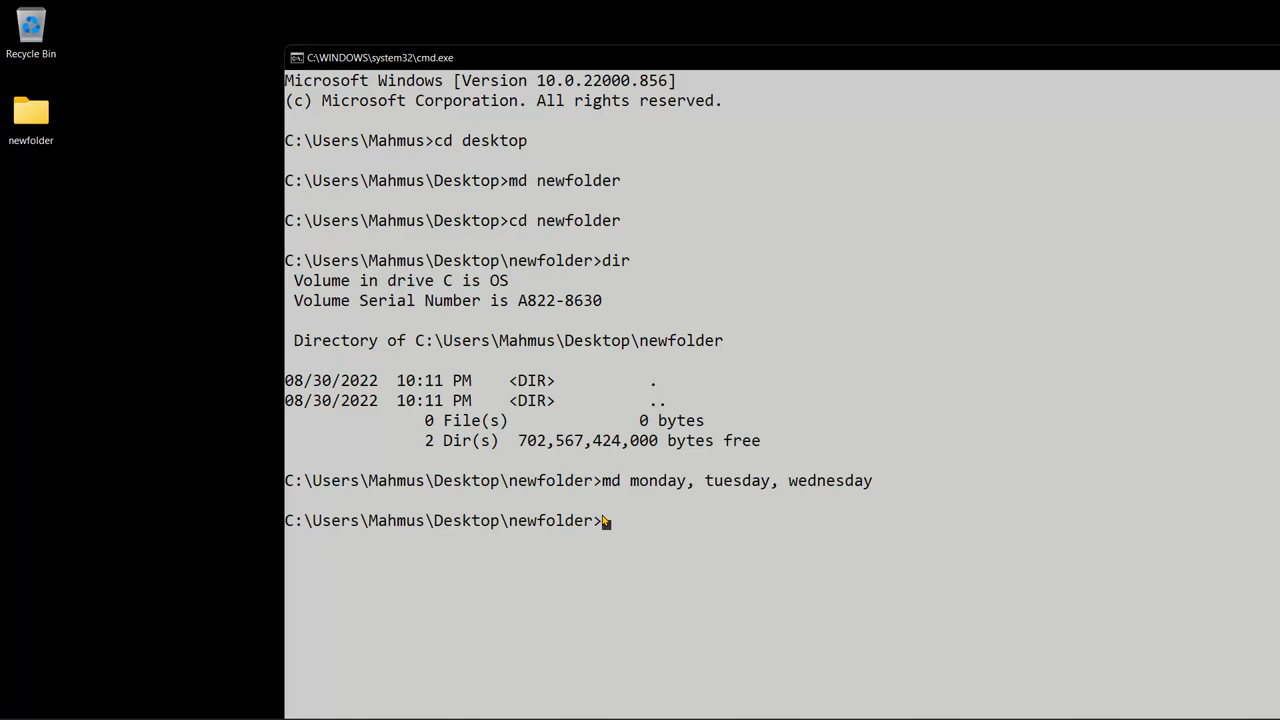 Recycle Bin
newfolder
C:\WINDOWS\system32\cmd.exe
Microsoft Windows [Version 10.0.22000.856]
(c) Microsoft Corporation. All rights reserved.
C:\Users\Mahmus>cd desktop
C:\Users\Mahmus\Desktop>md newfolder
C:\Users\Mahmus\Desktop>cd newfolder
C:\Users\Mahmus\Desktop\newfolder>dir
Volume in drive C is OS
Volume Serial Number is A822-8630
Directory of C:\Users\Mahmus\Desktop\newfolder
08/30/2022  10:11 PM    <DIR>          .
08/30/2022  10:11 PM    <DIR>          ..
0 File(s)              0 bytes
2 Dir(s)  702,567,424,000 bytes free
C:\Users\Mahmus\Desktop\newfolder>md monday, tuesday, wednesday
C:\Users\Mahmus\Desktop\newfolder>